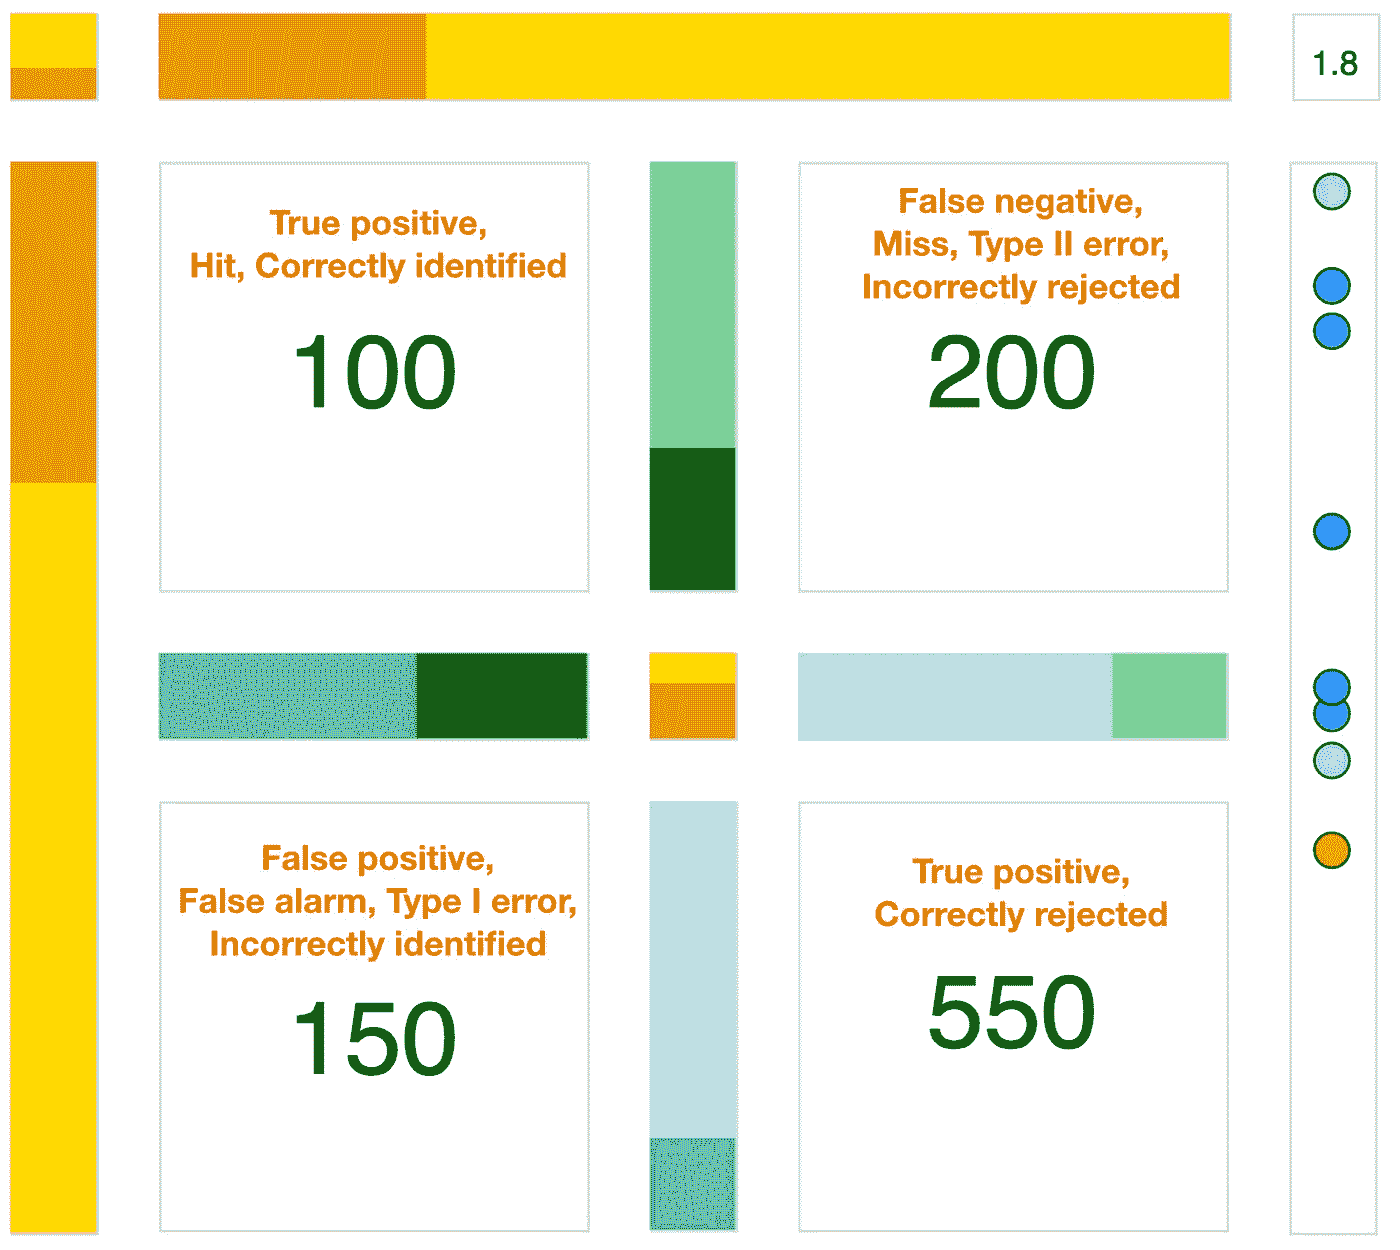 1.8
True positive,
Hit, Correctly identified
100
False negative,
Miss, Type II error,
Incorrectly rejected
200
False positive,
False alarm, Type I error,
Incorrectly identified
150
True positive,
Correctly rejected
550